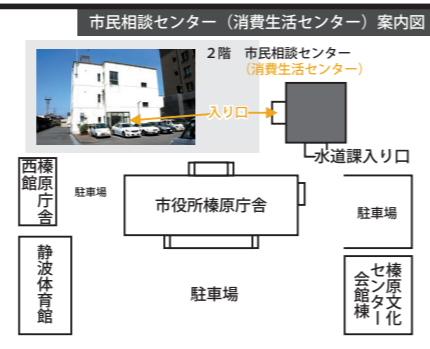 市民相談センター（消費生活センター）案内図
２階　市民相談センター
（消費生活センター）
入り口
水道課入り口
榛原庁舎
西館
駐車場
市役所榛原庁舎
駐車場
静波体育館
駐車場
榛原文化
センター
会館棟